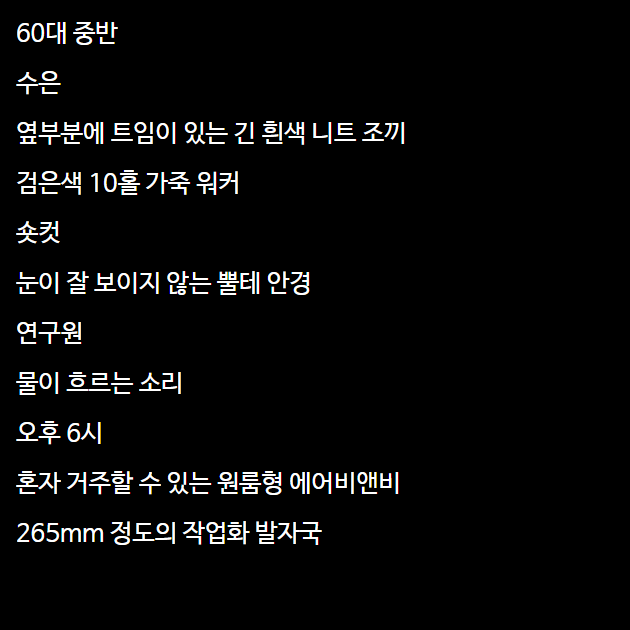 60대 중반
수은
옆부분에 트임이 있는 긴 흰색 니트 조끼
검은색 10홀 가죽 워커
숏컷
눈이 잘 보이지 않는 뿔테 안경
연구원
물이 흐르는 소리
오후 6시
혼자 거주할 수 있는 원룸형 에어비앤비
265mm 정도의 작업화 발자국